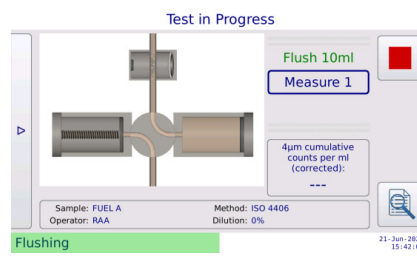 Test in Progress
Flush 10ml
Measure 1
4µm cumulative
counts per ml
(corrected):
---
Sample: FUEL A Method: ISO 4406
Operator: RAA Dilution: 0%
Flushing